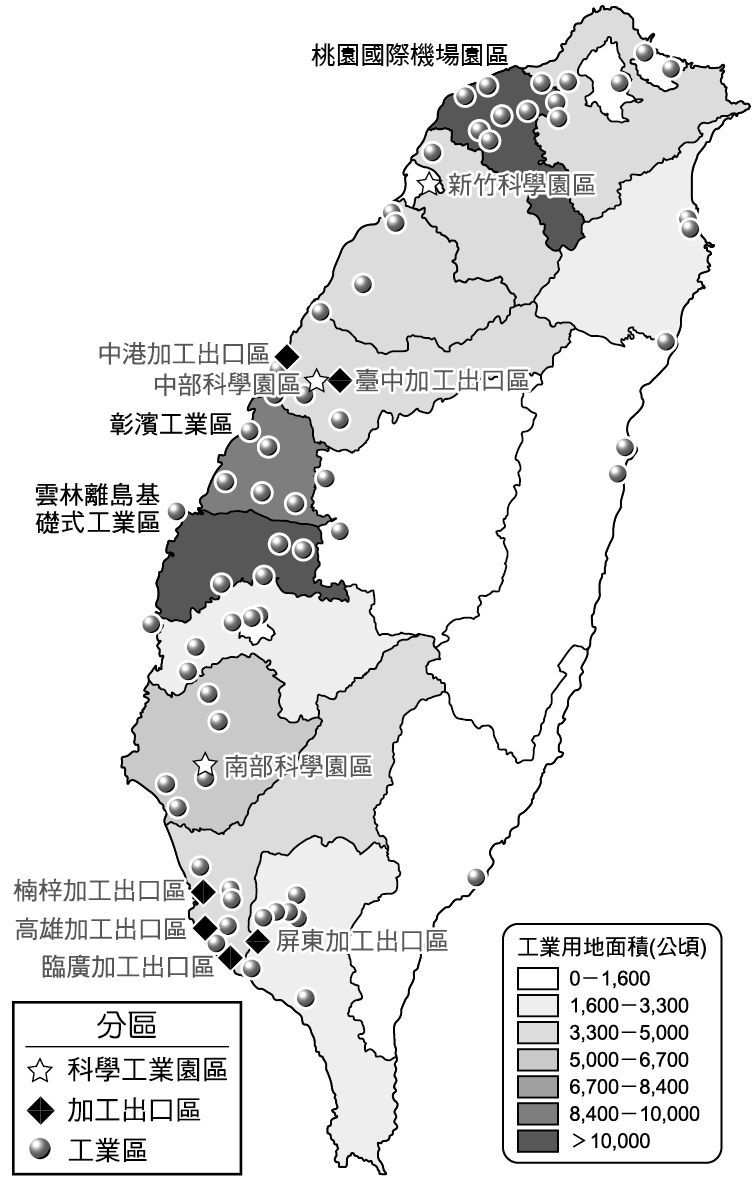 桃園國際機場園區
新竹科學園區
中港加工出口區
中部科學園區
臺中加工出口區
彰濱工業區
雲林離島基
礎式工業區
南部科學園區
楠梓加工出口區
高雄加工出口區
屏東加工出口區
臨廣加工出口區
分區
科學工業園區
加工出口區
工業區
工業用地面積(公頃)
0－1,600
1,600－3,300
3,300－5,000
5,000－6,700
6,700－8,400
8,400－10,000
＞10,000